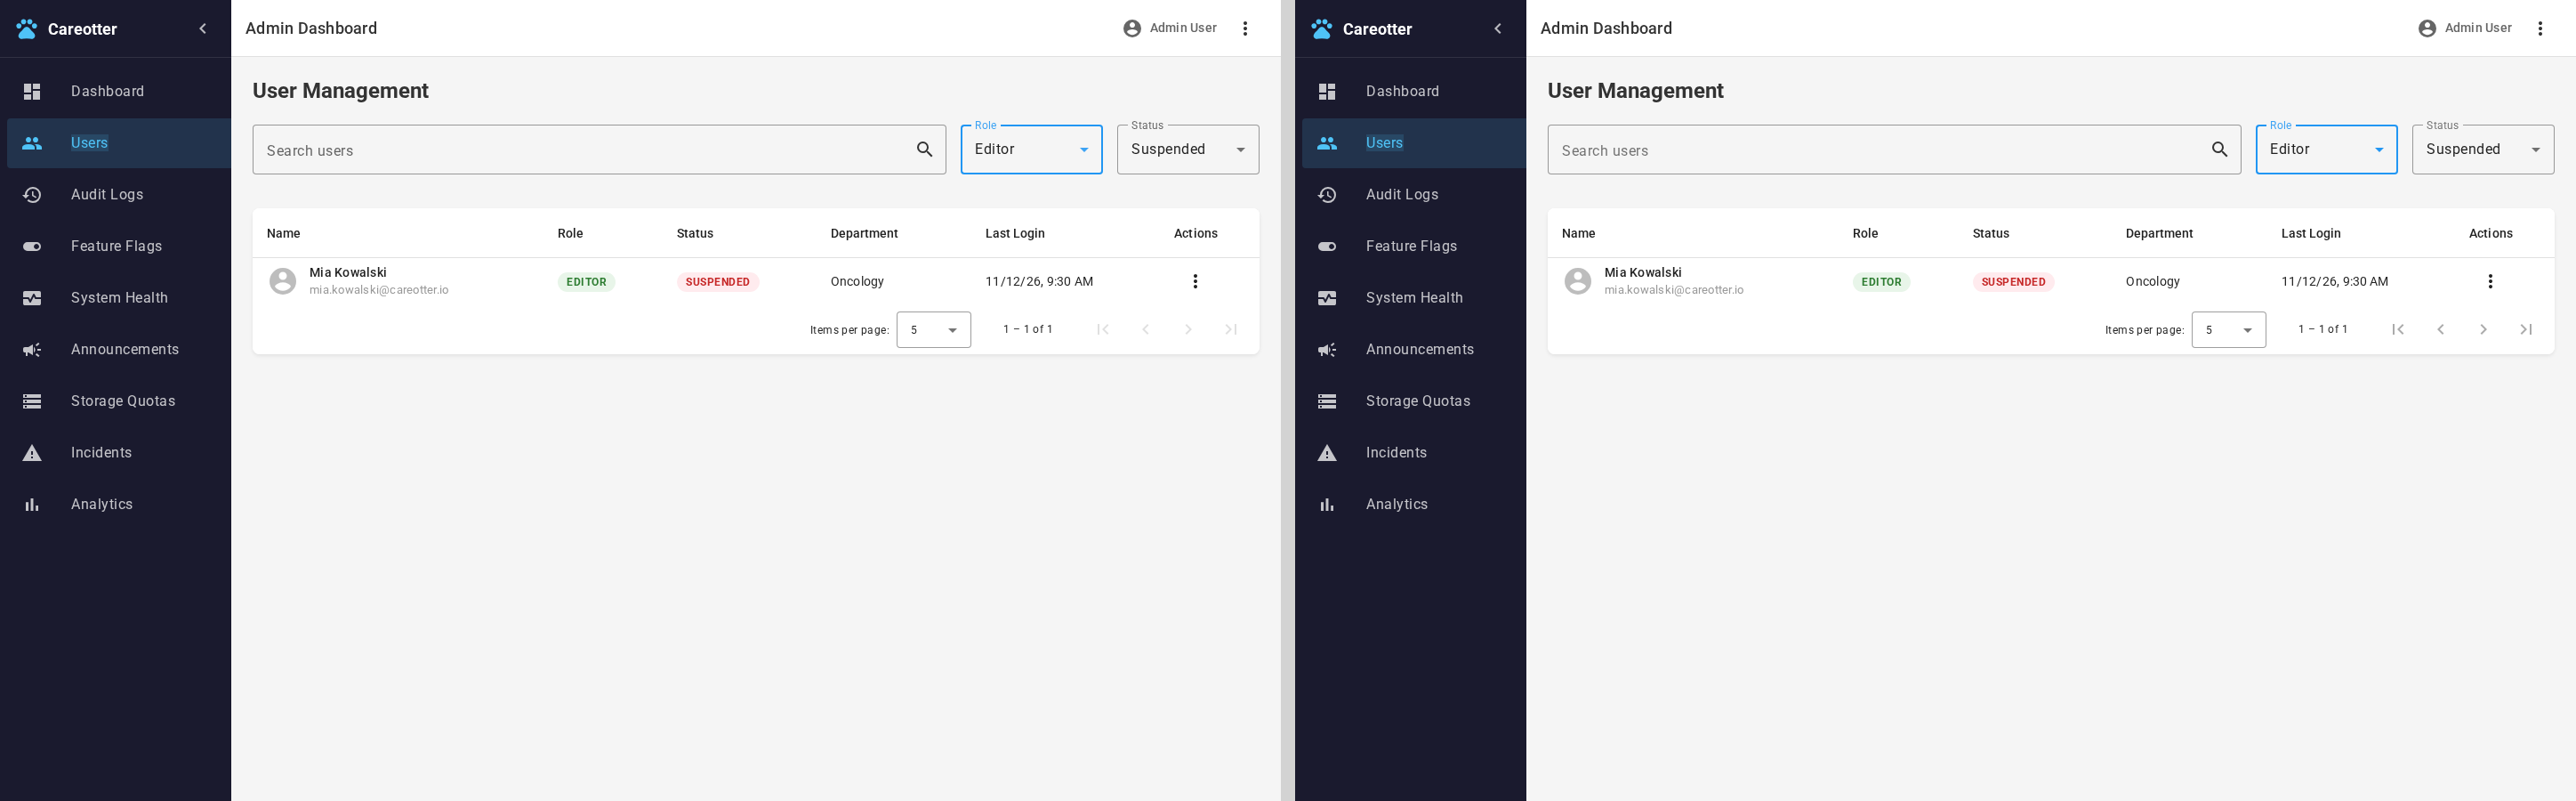 Careotter
Admin Dashboard
Admin User
Dashboard
Users
Audit Logs
Feature Flags
System Health
Announcements
Storage Quotas
Incidents
Analytics
User Management
Search users
Role
Editor
Status
Suspended
Name Role Status Department Last Login Actions
Mia Kowalski
mia.kowalski@careotter.io
EDITOR SUSPENDED Oncology 11/12/26, 9:30 AM
Items per page: 5 1 – 1 of 1
Careotter
Admin Dashboard
Admin User
Dashboard
Users
Audit Logs
Feature Flags
System Health
Announcements
Storage Quotas
Incidents
Analytics
User Management
Search users
Role
Editor
Status
Suspended
Name Role Status Department Last Login Actions
Mia Kowalski
mia.kowalski@careotter.io
EDITOR SUSPENDED Oncology 11/12/26, 9:30 AM
Items per page: 5 1 – 1 of 1